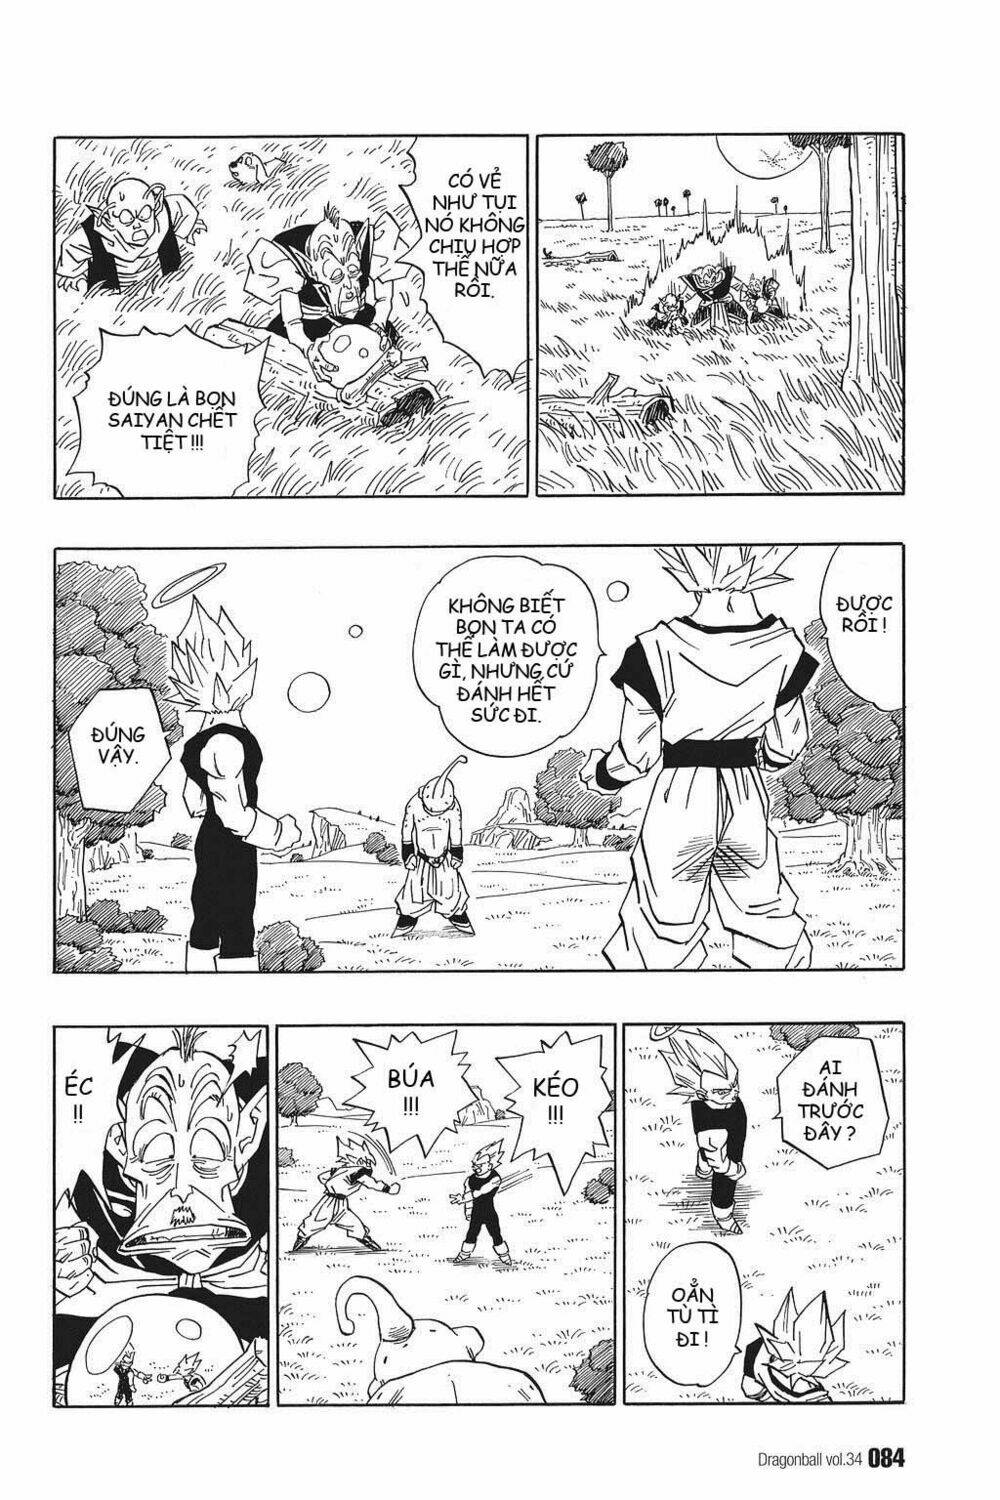 CÓ VẺ
NHƯ TỤI
NÓ KHÔNG
CHỊU HỢP
THỂ NỮA
RỒI.
ĐÚNG LÀ BỌN
SAIYAN CHẾT
TIỆT !!!
ĐƯỢC
RỒI !
KHÔNG BIẾT
BỌN TA CÓ
THỂ LÀM ĐƯỢC
GÌ, NHƯNG CỨ
ĐÁNH HẾT
SỨC ĐI.
ĐÚNG
VẬY.
AI
ĐÁNH
TRƯỚC
ĐÂY ?
OẲN
TÙ TÌ
ĐI !
KÉO
!!!
BÚA
!!!
ÉC
!!
Dragonball vol.34 084